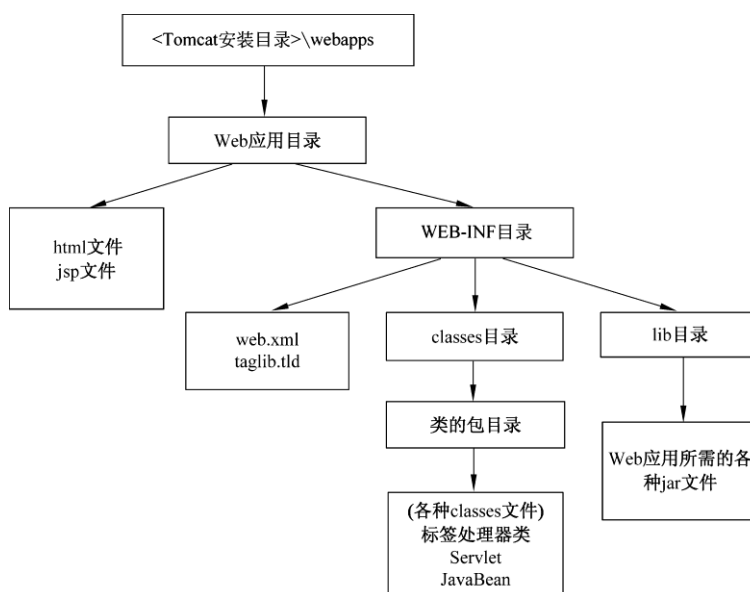 <Tomcat安装目录>\webapps
Web应用目录
html文件
jsp文件
WEB-INF目录
web.xml
taglib.tld
classes目录
lib目录
类的包目录
Web应用所需的各
种jar文件
(各种classes文件)
标签处理器类
Servlet
JavaBean